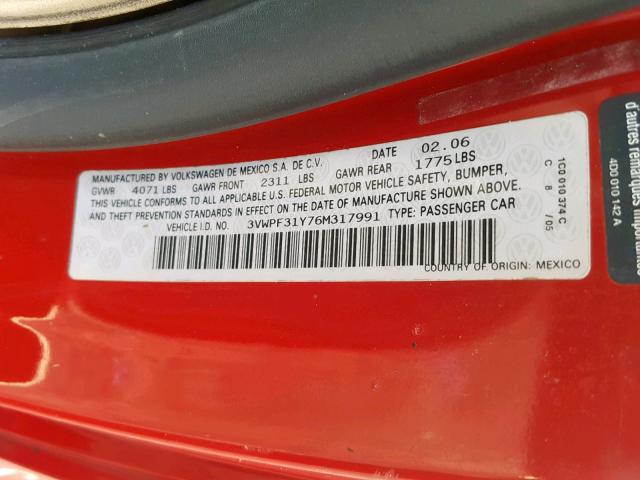 MANUFACTURED BY VOLKSWAGEN DE MEXICO S.A. DE C.V. DATE 02.06
GVWR 4071 LBS GAWR FRONT 2311 LBS GAWR REAR 1775 LBS
THIS VEHICLE CONFORMS TO ALL APPLICABLE U.S. FEDERAL MOTOR VEHICLE SAFETY, BUMPER,
AND THEFT PREVENTION STANDARDS IN EFFECT ON THE DATE OF MANUFACTURE SHOWN ABOVE.
VEHICLE I.D. NO. 3VWPF31Y76M317991 TYPE: PASSENGER CAR
COUNTRY OF ORIGIN: MEXICO
1C0 010 374 C
C 8 /05
4D0 010 142 A
d'autres